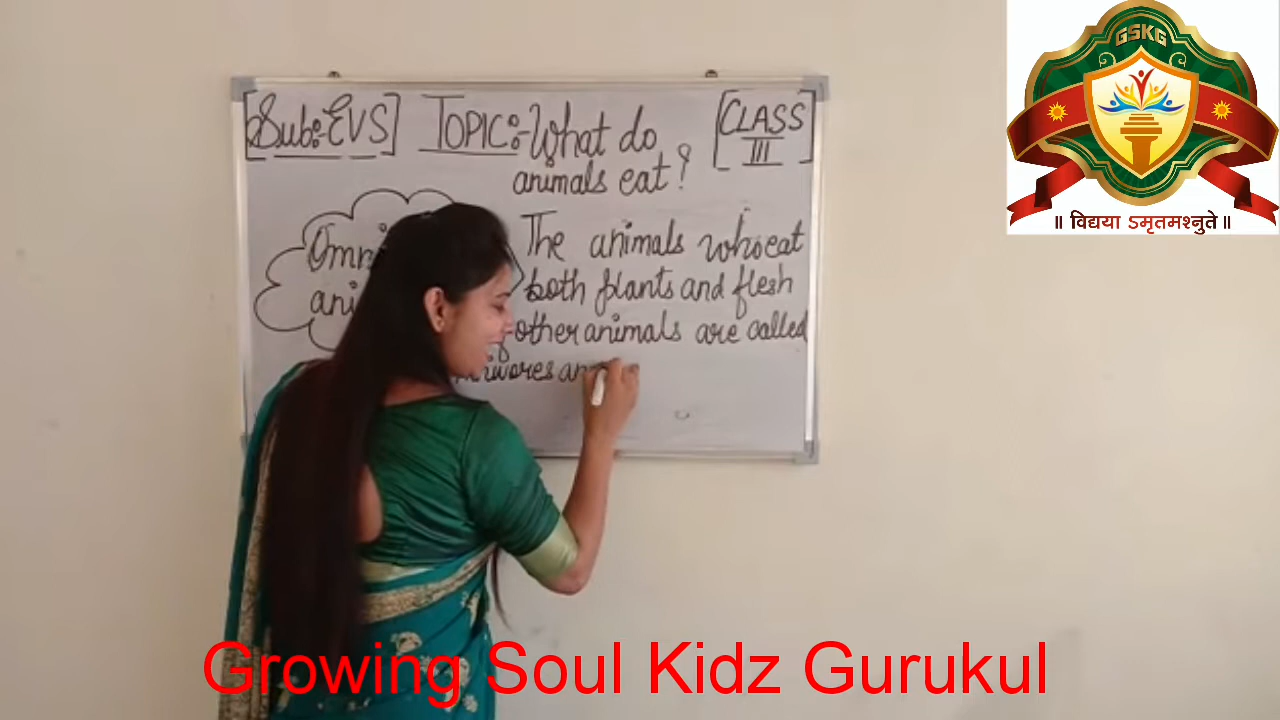 [Sub:-EVS] TOPIC:-What do [CLASS
animals eat? III]
The animals who eat
both plants and flesh
other animals are called
Growing Soul Kidz Gurukul
GSKG
॥ विद्यया ऽमृतमश्नुते ॥